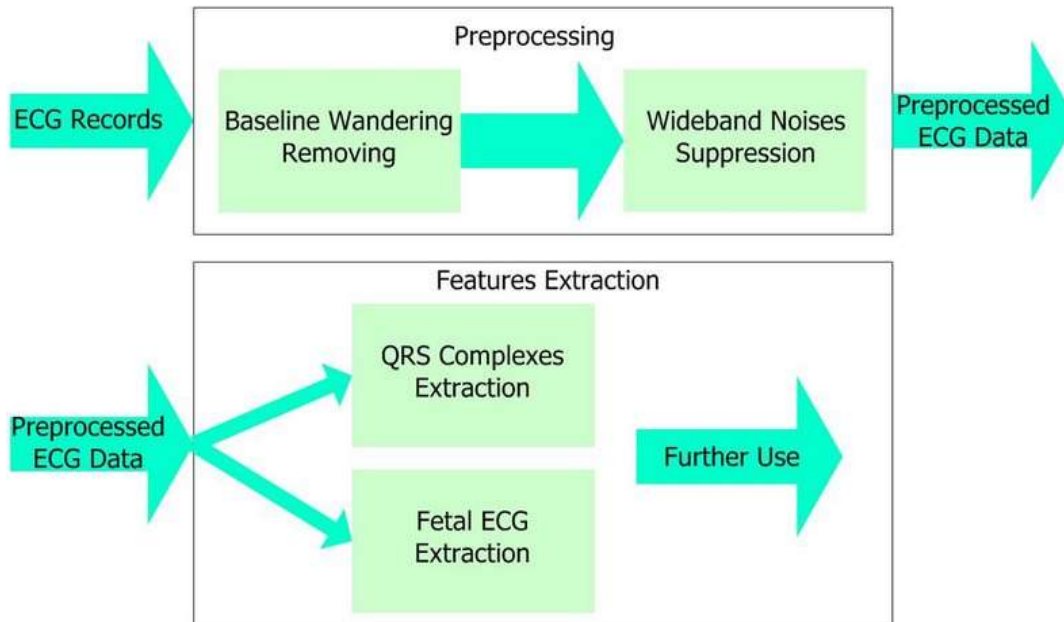 Preprocessing
ECG Records
Baseline Wandering
Removing
Wideband Noises
Suppression
Preprocessed
ECG Data
Features Extraction
Preprocessed
ECG Data
QRS Complexes
Extraction
Fetal ECG
Extraction
Further Use